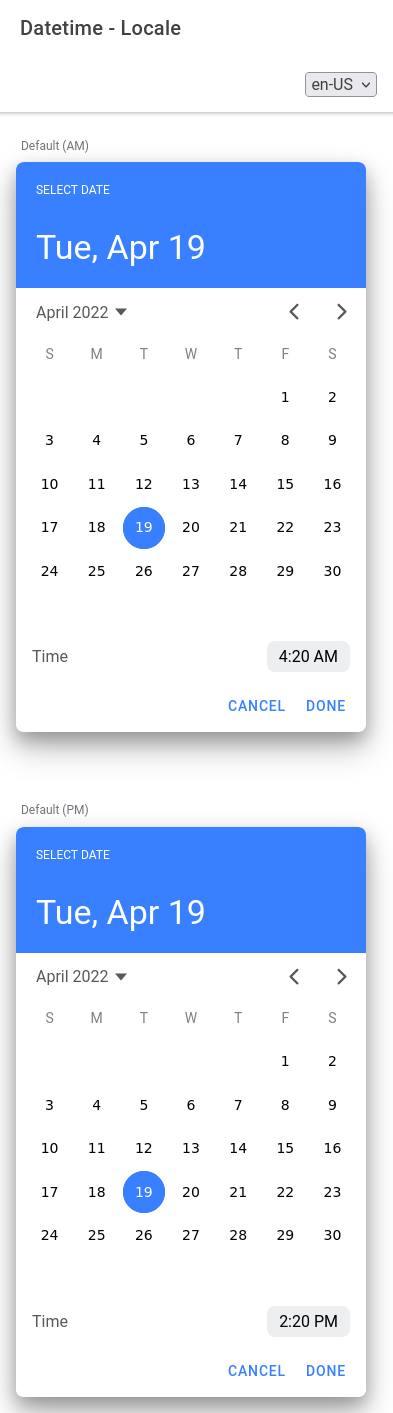 Datetime - Locale
en-US
Default (AM)
SELECT DATE
Tue, Apr 19
April 2022
S M T W T F S
1 2
3 4 5 6 7 8 9
10 11 12 13 14 15 16
17 18 19 20 21 22 23
24 25 26 27 28 29 30
Time 4:20 AM
CANCEL DONE
Default (PM)
SELECT DATE
Tue, Apr 19
April 2022
S M T W T F S
1 2
3 4 5 6 7 8 9
10 11 12 13 14 15 16
17 18 19 20 21 22 23
24 25 26 27 28 29 30
Time 2:20 PM
CANCEL DONE